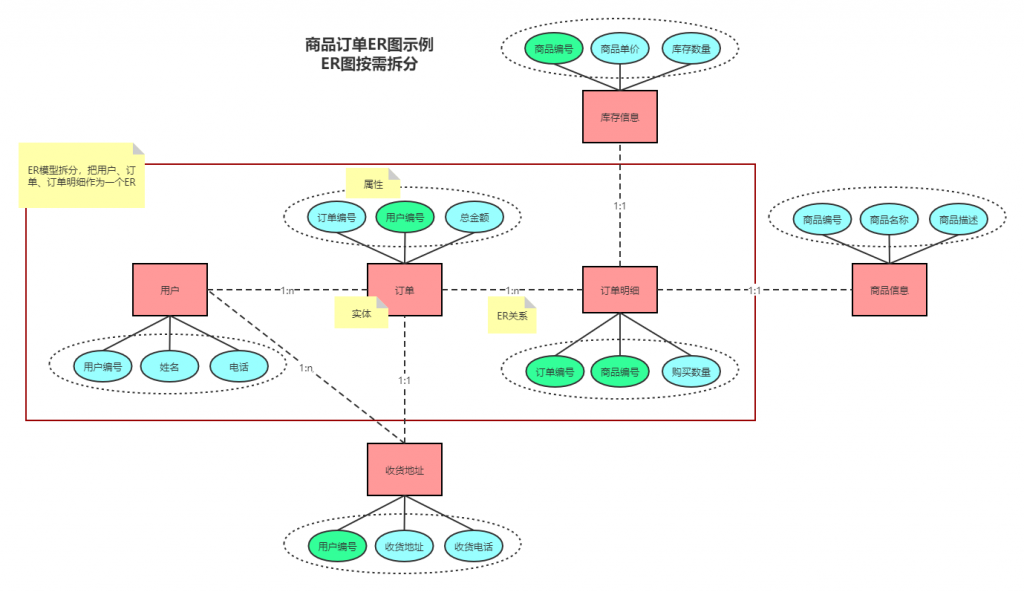 商品订单ER图示例
ER图按需拆分
商品编号
商品单价
库存数量
库存信息
ER模型拆分，把用户、订
单、订单明细作为一个ER
属性
订单编号
用户编号
总金额
1:1
商品编号
商品名称
商品描述
用户
1:n
订单
1:n
订单明细
1:1
商品信息
实体
ER关系
用户编号
姓名
电话
1:n
1:1
订单编号
商品编号
购买数量
收货地址
用户编号
收货地址
收货电话